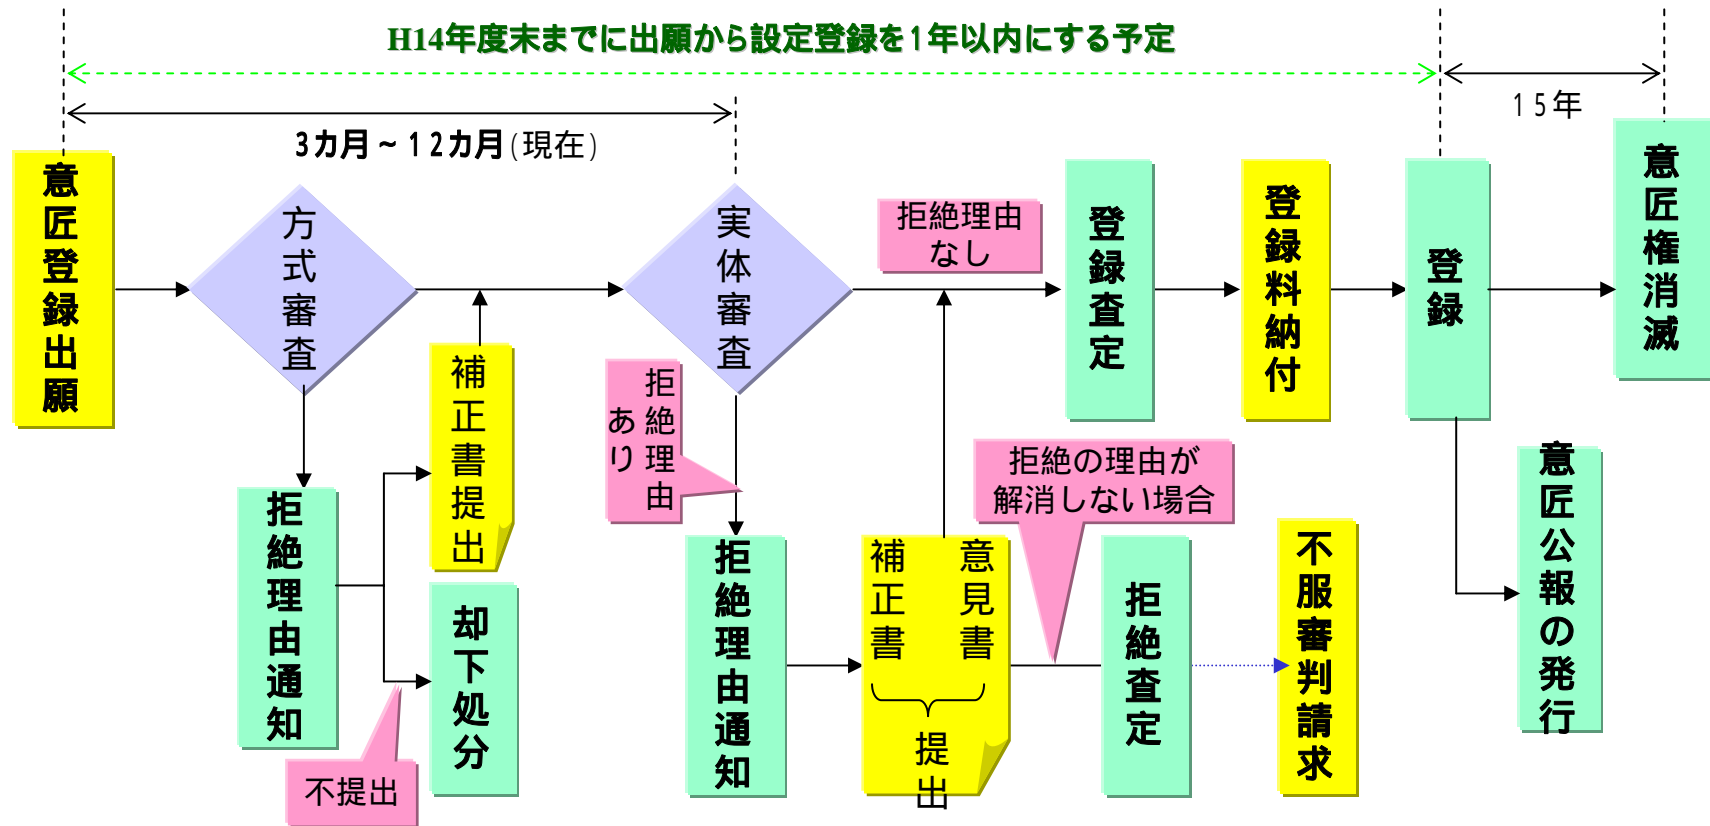 H14年度末までに出願から設定登録を1年以内にする予定
15年
3カ月~12カ月(現在)
意匠登録出願
方式審査
実体審査
拒絶理由
なし
登録査定
登録料納付
登録
意匠権消滅
補正書提出
拒絶理由
あり
拒絶の理由が
解消しない場合
拒絶理由通知
却下処分
不提出
拒絶理由通知
補正書
意見書
提出
拒絶査定
不服審判請求
意匠公報の発行